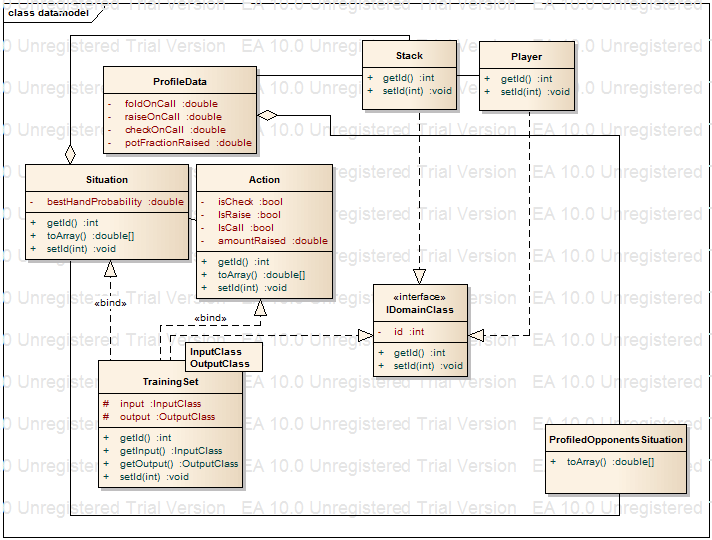 class datamodel
EA 10.0 Unregistered Trial Version
Stack
+ getId() :int
+ setId(int) :void
Player
+ getId() :int
+ setId(int) :void
ProfileData
- foldOnCall :double
- raiseOnCall :double
- checkOnCall :double
- potFractionRaised :double
Situation
- bestHandProbability :double
+ getId() :int
+ toArray() :double[]
+ setId(int) :void
Action
- isCheck :bool
- IsRaise :bool
- IsCall :bool
- amountRaised :double
+ getId() :int
+ toArray() :double[]
+ setId(int) :void
«bind»
«bind»
«interface»
IDomainClass
- id :int
+ getId() :int
+ setId(int) :void
InputClass
OutputClass
TrainingSet
# input :InputClass
# output :OutputClass
+ getId() :int
+ getInput() :InputClass
+ getOutput() :OutputClass
+ setId(int) :void
ProfiledOpponentsSituation
+ toArray() :double[]